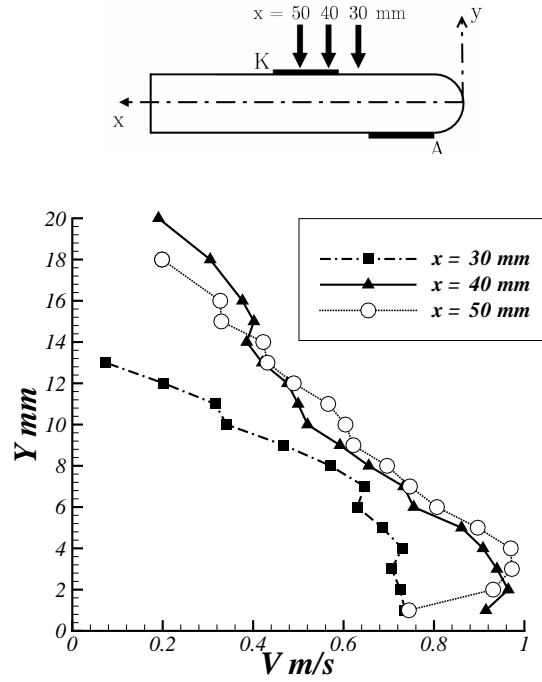 x = 50 40 30 mm
y
K
x
A
20
18
16
14
12
10
8
6
4
2
0
Y mm
x = 30 mm
x = 40 mm
x = 50 mm
0 0.2 0.4 0.6 0.8 1
V m/s